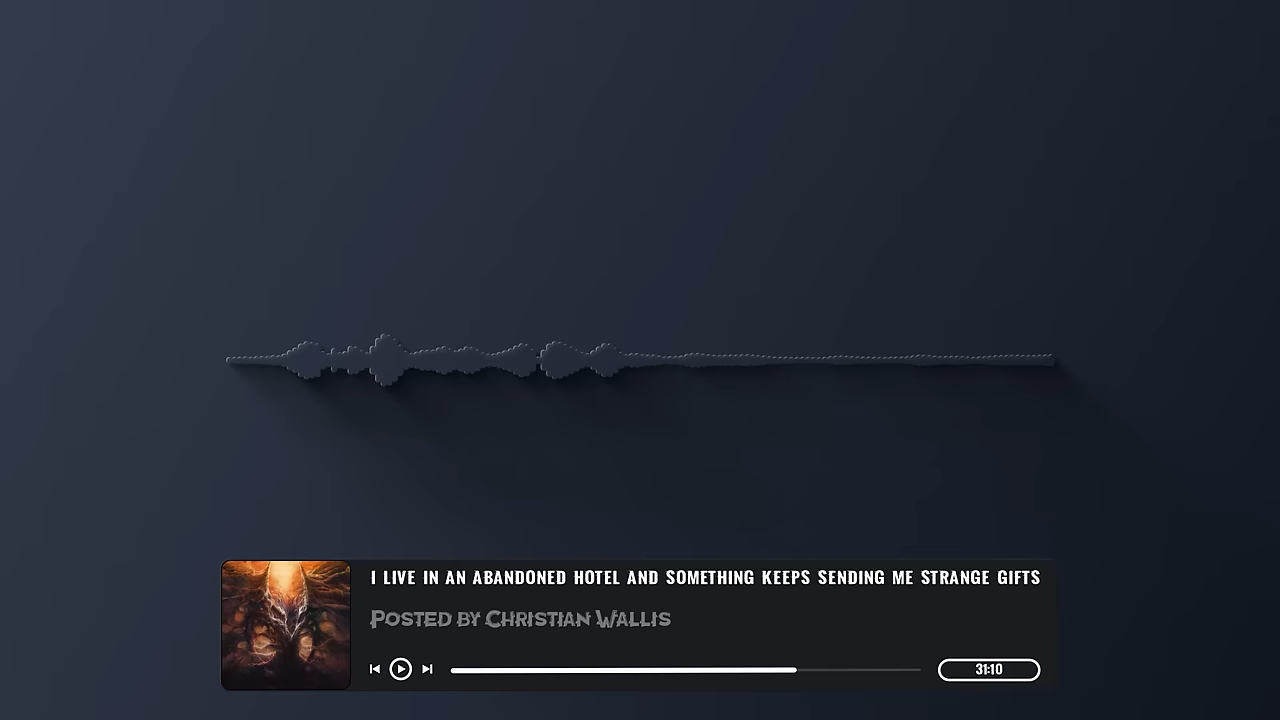 I LIVE IN AN ABANDONED HOTEL AND SOMETHING KEEPS SENDING ME STRANGE GIFTS
POSTED BY CHRISTIAN WALLIS
31:10